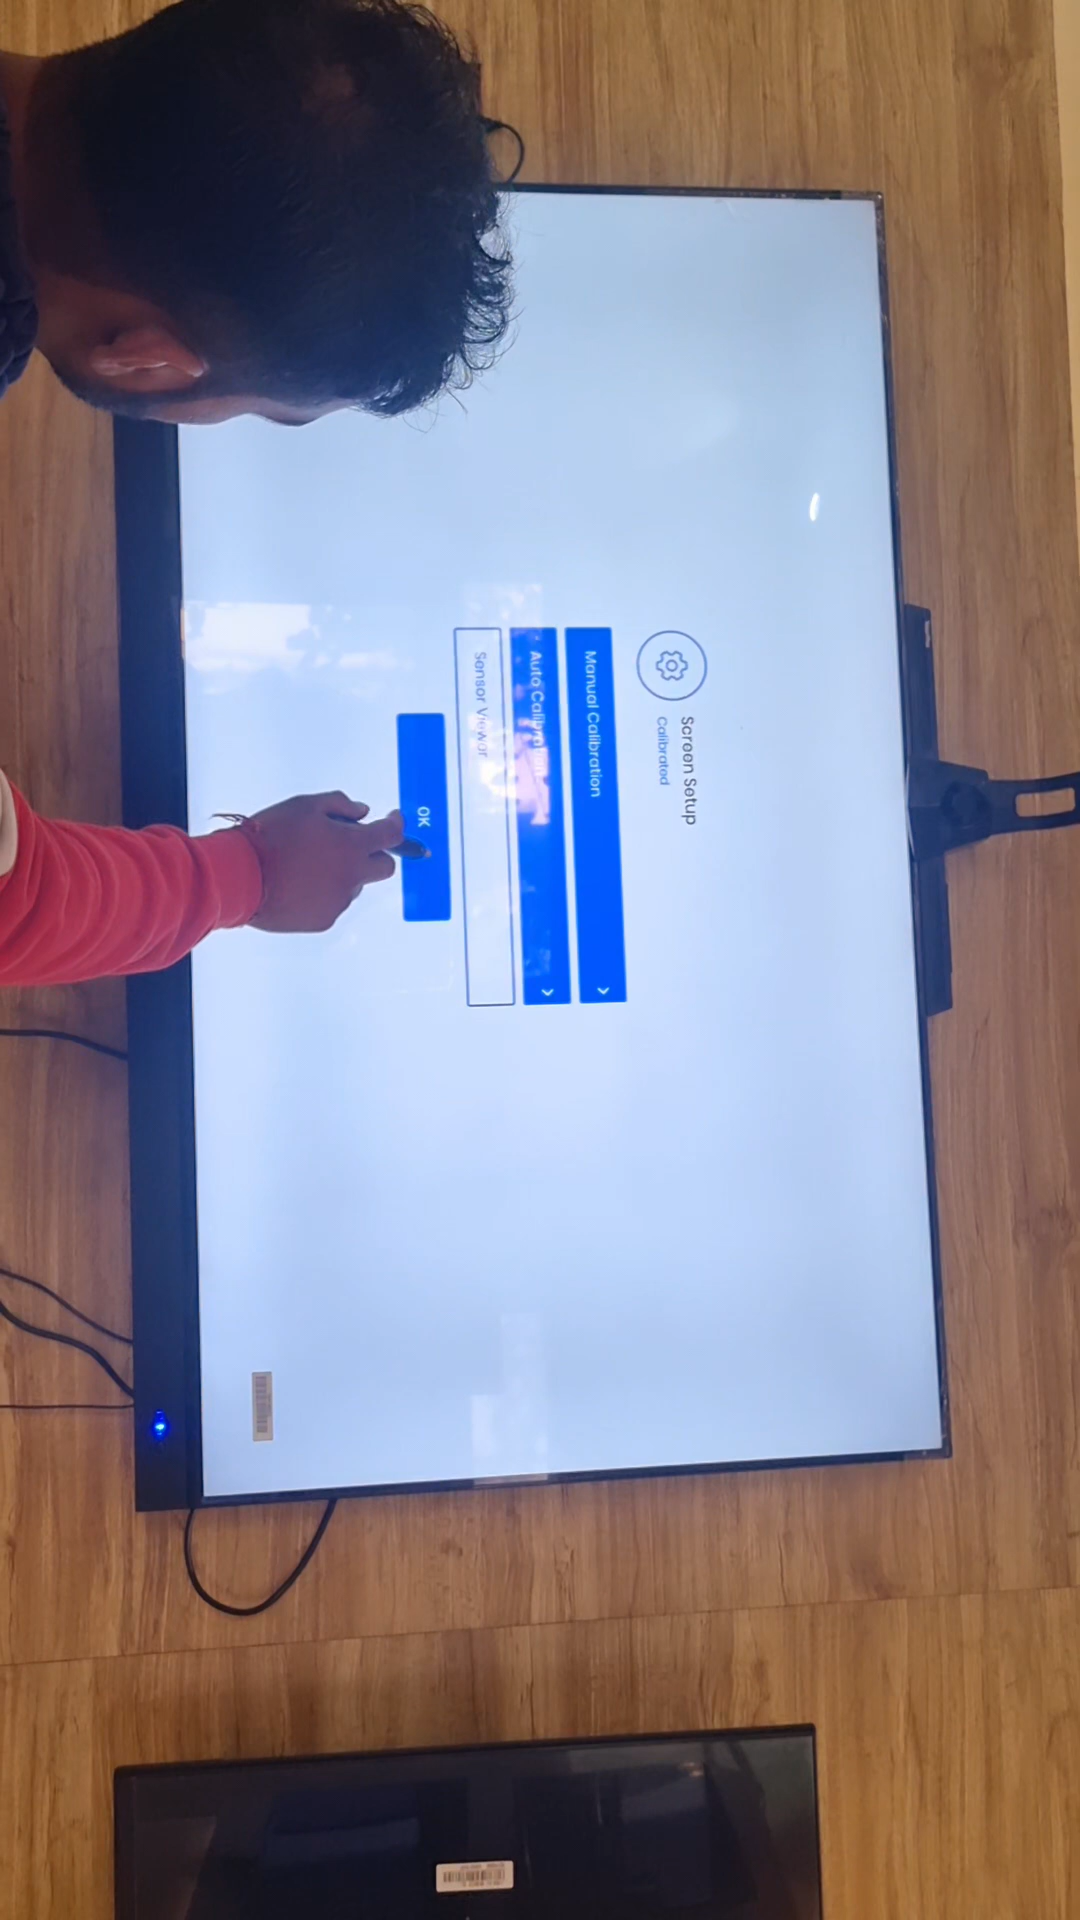 Screen Setup
Calibrated
Manual Calibration
Auto Calibration
Sensor Viewer
OK